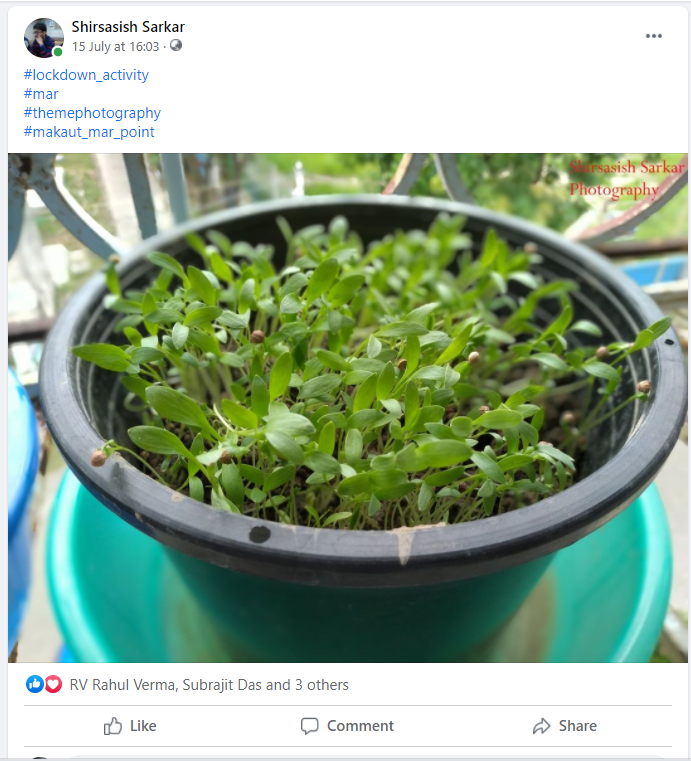 Shirsasish Sarkar
15 July at 16:03 ·
#lockdown_activity
#mar
#themephotography
#makaut_mar_point
Shirsasish Sarkar
Photography
RV Rahul Verma, Subrajit Das and 3 others
Like
Comment
Share